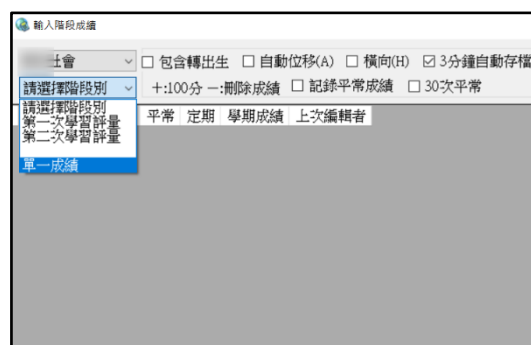 輸入階段成績
社會 包含轉出生 自動位移(A) 橫向(H) 3分鐘自動存檔
請選擇階段別 +:100分 -:刪除成績 記錄平常成績 30次平常
請選擇階段別 平常 定期 學期成績 上次編輯者
第一次學習評量
第二次學習評量
單一成績